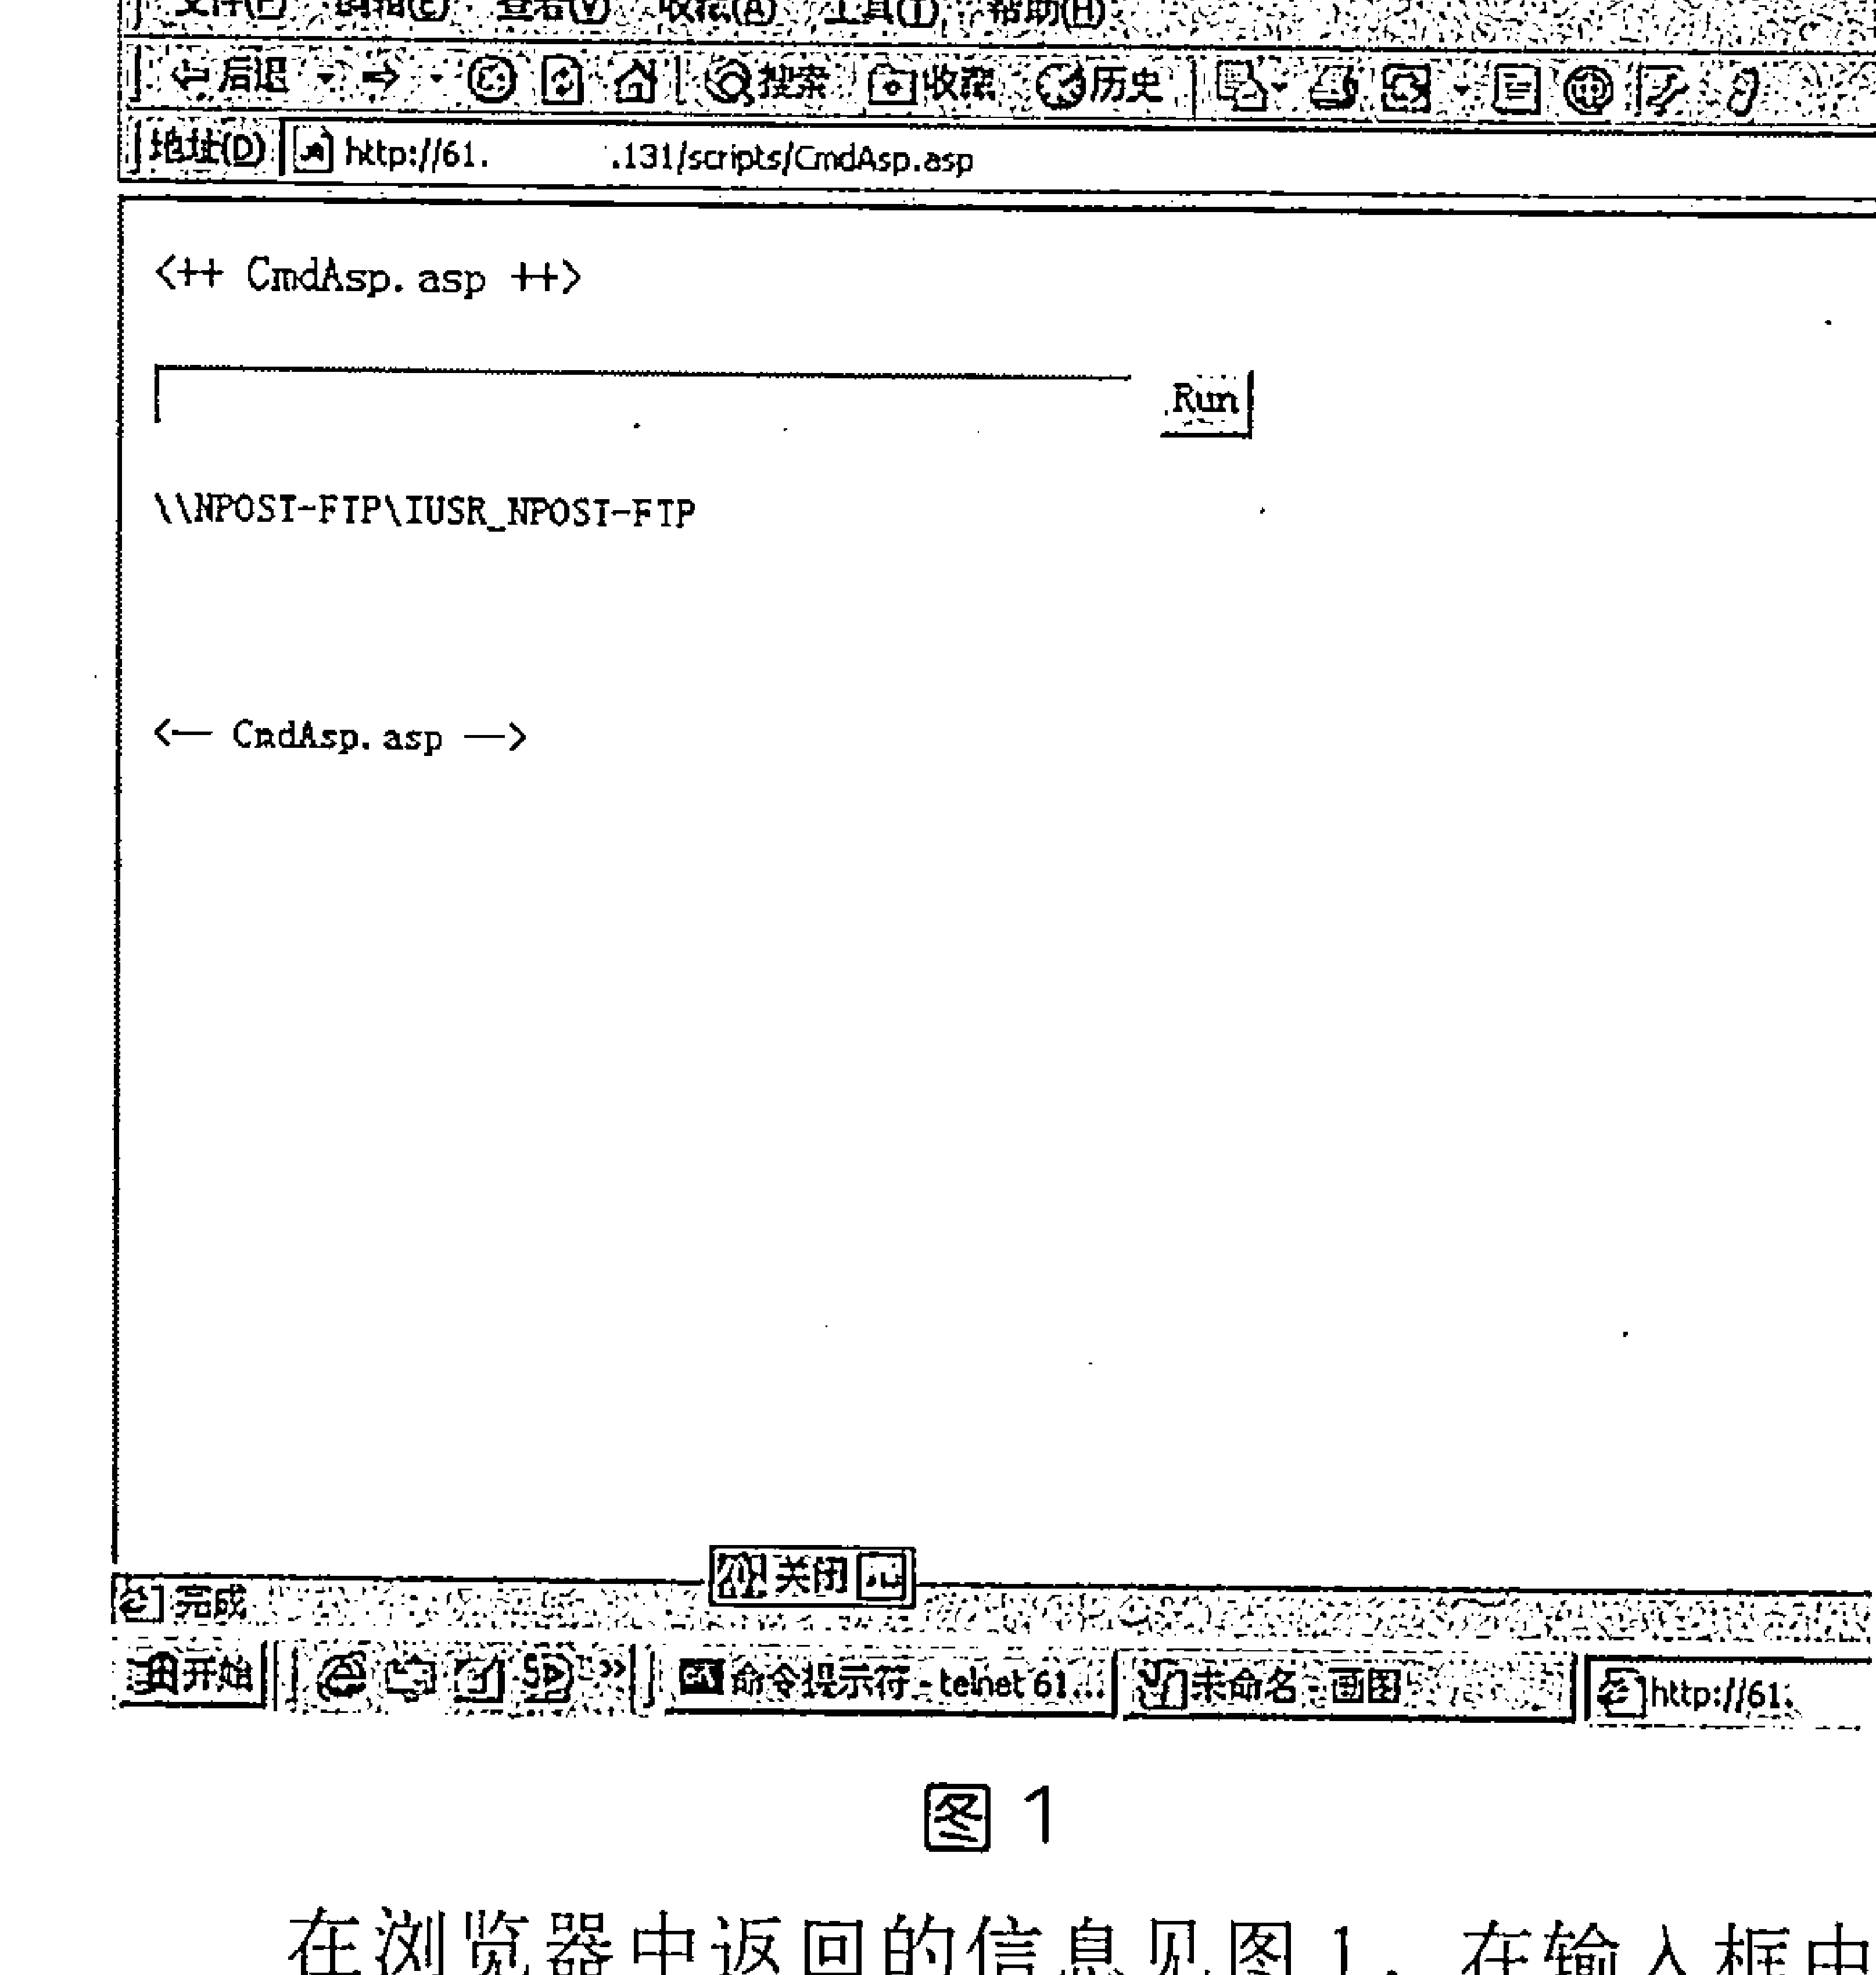 文件(F) 编辑(E) 查看(V) 收藏(A) 工具(T) 帮助(H)
后退 搜索 收藏 历史
地址(D) http://61. .131/scripts/CmdAsp.asp
<++ CmdAsp.asp ++>
Run
\\NPOST-FTP\IUSR_NPOST-FTP
<-- CmdAsp.asp -->
关闭
完成
开始 命令提示符 - telnet 61... 未命名 - 画图 http://61.
图 1
在浏览器中返回的信息见图 1, 在输入框中